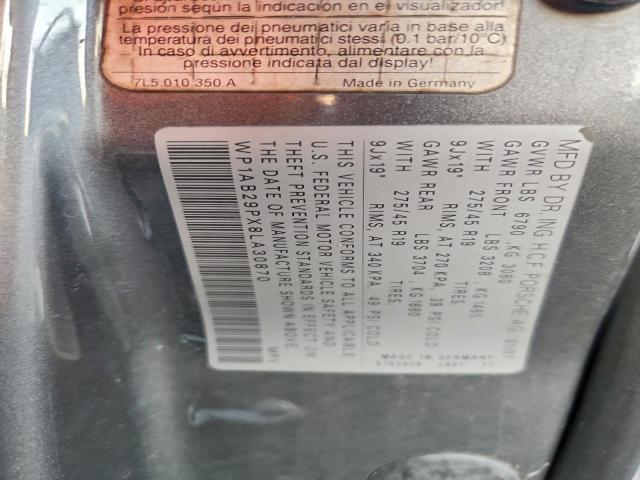 presión según la indicación en el visualizador!
La pressione dei pneumatici varia in base alla
temperatura dei pneumatici stessi (0,1 bar/10°C)
In caso di avvertimento, alimentare con la
pressione indicata dal display!
7L5.010.350.A Made in Germany
MFD BY DR. ING H.C.F. PORSCHE AG 01/07
GVWR LBS 6790 , KG 3080
GAWR FRONT LBS 3208 , KG 1455
WITH 275/45 R19 TIRES
9Jx19" RIMS, AT 270 KPA, 39 PSI COLD
GAWR REAR LBS 3704 , KG 1680
WITH 275/45 R19 TIRES
9Jx19" RIMS, AT 340 KPA, 49 PSI COLD
THIS VEHICLE CONFORMS TO ALL APPLICABLE
U.S. FEDERAL MOTOR VEHICLE SAFETY AND
THEFT PREVENTION STANDARDS IN EFFECT ON
THE DATE OF MANUFACTURE SHOWN ABOVE.
WP1AB29PX8LA30870 MPV
MADE IN GERMANY